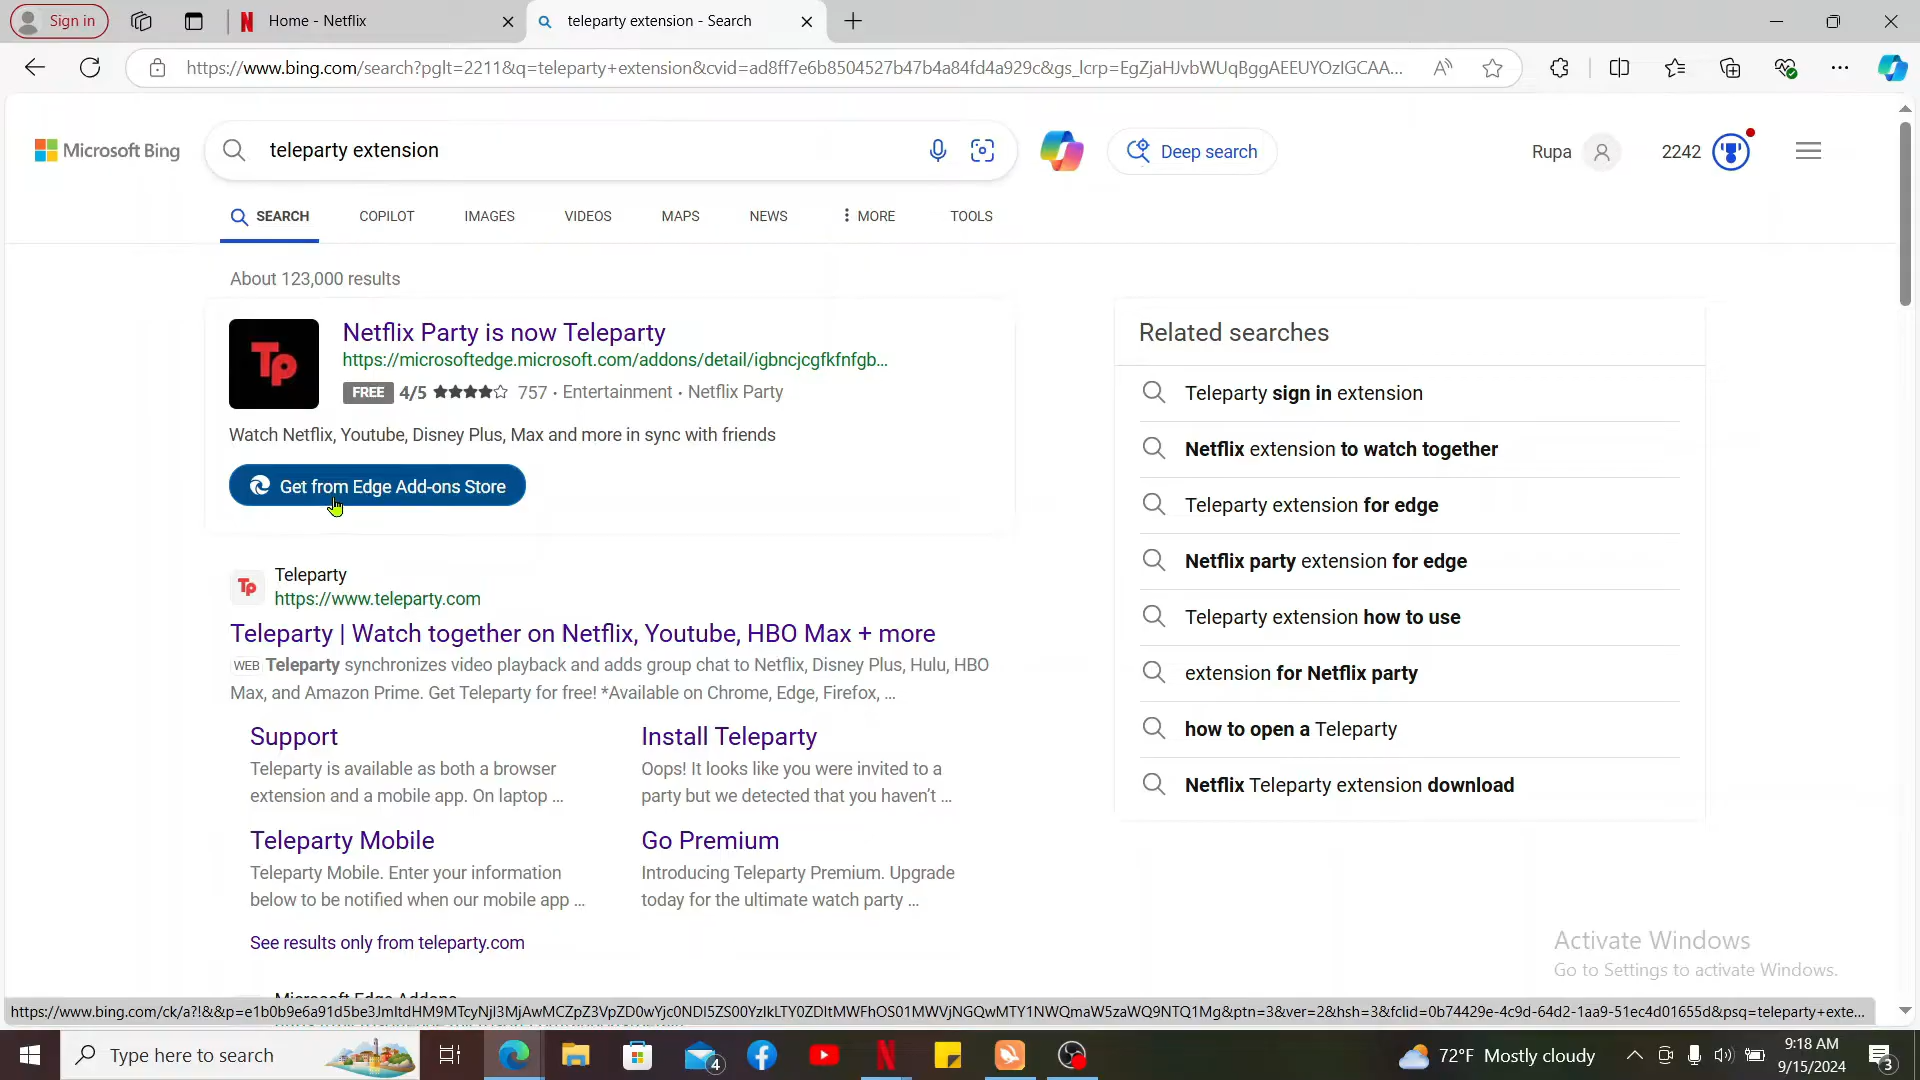 Sign in
Home - Netflix
teleparty extension - Search
https://www.bing.com/search?pglt=2211&q=teleparty+extension&cvid=ad8ff7e6b8504527b47b4a84fd4a929c&gs_lcrp=EgZjaHJvbWUqBggAEEUYOzIGCAA...
Microsoft Bing
teleparty extension
Deep search
Rupa
2242
SEARCH
COPILOT
IMAGES
VIDEOS
MAPS
NEWS
MORE
TOOLS
About 123,000 results
Tp
Netflix Party is now Teleparty
https://microsoftedge.microsoft.com/addons/detail/igbncjcgfkfnfgb...
FREE 4/5 757 · Entertainment · Netflix Party
Watch Netflix, Youtube, Disney Plus, Max and more in sync with friends
Get from Edge Add-ons Store
Tp
Teleparty
https://www.teleparty.com
Teleparty | Watch together on Netflix, Youtube, HBO Max + more
WEB Teleparty synchronizes video playback and adds group chat to Netflix, Disney Plus, Hulu, HBO
Max, and Amazon Prime. Get Teleparty for free! *Available on Chrome, Edge, Firefox, ...
Support
Teleparty is available as both a browser
extension and a mobile app. On laptop ...
Install Teleparty
Oops! It looks like you were invited to a
party but we detected that you haven't ...
Teleparty Mobile
Teleparty Mobile. Enter your information
below to be notified when our mobile app ...
Go Premium
Introducing Teleparty Premium. Upgrade
today for the ultimate watch party ...
See results only from teleparty.com
Microsoft Edge Addons
Related searches
Teleparty sign in extension
Netflix extension to watch together
Teleparty extension for edge
Netflix party extension for edge
Teleparty extension how to use
extension for Netflix party
how to open a Teleparty
Netflix Teleparty extension download
Activate Windows
Go to Settings to activate Windows.
Type here to search
4
72°F Mostly cloudy
9:18 AM
9/15/2024
3